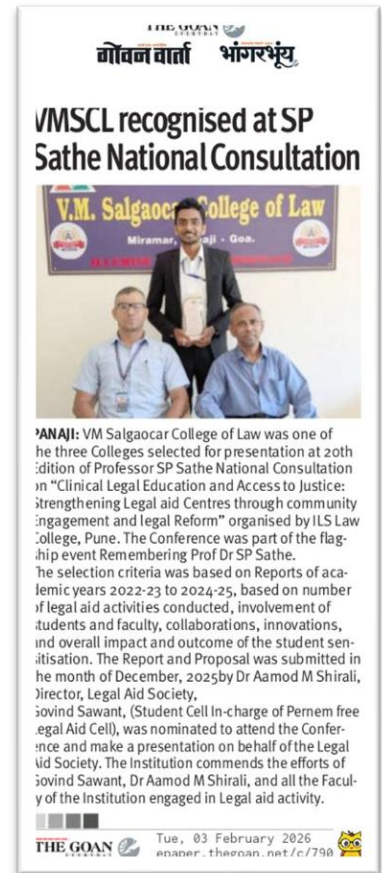 THE GOAN
EVERYDAY
गोंवन वार्ता भांगरभूंय
VMSCL recognised at SP
Sathe National Consultation
V.M. Salgaocar College of Law
Miramar, Panaji - Goa.
PANAJI: VM Salgaocar College of Law was one of
he three Colleges selected for presentation at 20th
Edition of Professor SP Sathe National Consultation
on “Clinical Legal Education and Access to Justice:
Strengthening Legal aid Centres through community
Engagement and legal Reform” organised by ILS Law
College, Pune. The Conference was part of the flag-
ship event Remembering Prof Dr SP Sathe.
The selection criteria was based on Reports of aca-
demic years 2022-23 to 2024-25, based on number
of legal aid activities conducted, involvement of
students and faculty, collaborations, innovations,
and overall impact and outcome of the student sen-
sitisation. The Report and Proposal was submitted in
the month of December, 2025by Dr Aamod M Shirali,
Director, Legal Aid Society,
Govind Sawant, (Student Cell In-charge of Pernem free
Legal Aid Cell), was nominated to attend the Confer-
ence and make a presentation on behalf of the Legal
Aid Society. The Institution commends the efforts of
Govind Sawant, Dr Aamod M Shirali, and all the Facul-
y of the Institution engaged in Legal aid activity.
THE GOAN
EVERYDAY
Tue, 03 February 2026
epaper.thegoan.net/c/790